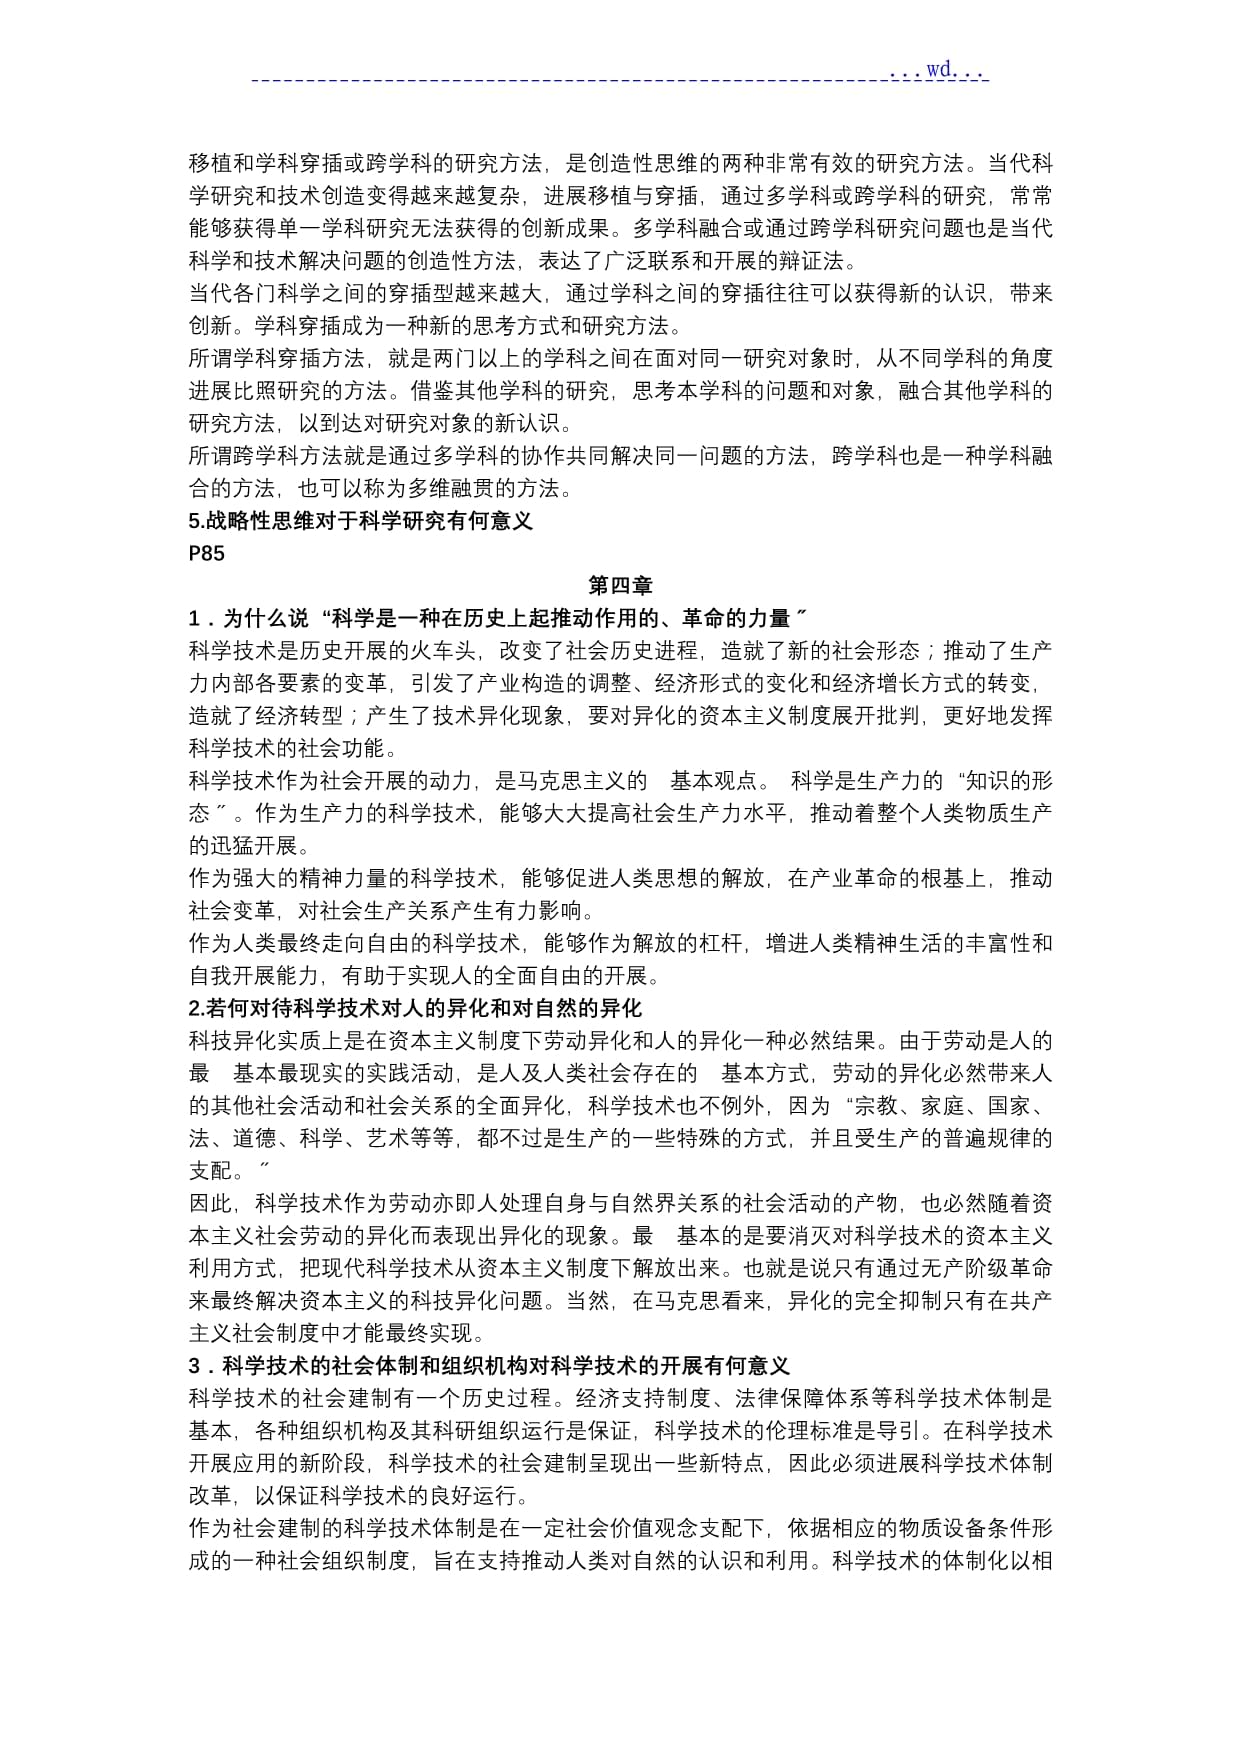 ...wd...
移植和学科穿插或跨学科的研究方法，是创造性思维的两种非常有效的研究方法。当代科
学研究和技术创造变得越来越复杂，进展移植与穿插，通过多学科或跨学科的研究，常常
能够获得单一学科研究无法获得的创新成果。多学科融合或通过跨学科研究问题也是当代
科学和技术解决问题的创造性方法，表达了广泛联系和开展的辩证法。
当代各门科学之间的穿插型越来越大，通过学科之间的穿插往往可以获得新的认识，带来
创新。学科穿插成为一种新的思考方式和研究方法。
所谓学科穿插方法，就是两门以上的学科之间在面对同一研究对象时，从不同学科的角度
进展比照研究的方法。借鉴其他学科的研究，思考本学科的问题和对象，融合其他学科的
研究方法，以到达对研究对象的新认识。
所谓跨学科方法就是通过多学科的协作共同解决同一问题的方法，跨学科也是一种学科融
合的方法，也可以称为多维融贯的方法。
5.战略性思维对于科学研究有何意义
P85
第四章
1．为什么说 “科学是一种在历史上起推动作用的、革命的力量〞
科学技术是历史开展的火车头，改变了社会历史进程，造就了新的社会形态；推动了生产
力内部各要素的变革，引发了产业构造的调整、经济形式的变化和经济增长方式的转变，
造就了经济转型；产生了技术异化现象，要对异化的资本主义制度展开批判，更好地发挥
科学技术的社会功能。
科学技术作为社会开展的动力，是马克思主义的 基本观点。 科学是生产力的 “知识的形
态〞。作为生产力的科学技术，能够大大提高社会生产力水平，推动着整个人类物质生产
的迅猛开展。
作为强大的精神力量的科学技术，能够促进人类思想的解放，在产业革命的根基上，推动
社会变革，对社会生产关系产生有力影响。
作为人类最终走向自由的科学技术，能够作为解放的杠杆，增进人类精神生活的丰富性和
自我开展能力，有助于实现人的全面自由的开展。
2.若何对待科学技术对人的异化和对自然的异化
科技异化实质上是在资本主义制度下劳动异化和人的异化一种必然结果。由于劳动是人的
最 基本最现实的实践活动，是人及人类社会存在的 基本方式，劳动的异化必然带来人
的其他社会活动和社会关系的全面异化，科学技术也不例外，因为 “宗教、家庭、国家、
法、道德、科学、艺术等等，都不过是生产的一些特殊的方式，并且受生产的普遍规律的
支配。〞
因此，科学技术作为劳动亦即人处理自身与自然界关系的社会活动的产物，也必然随着资
本主义社会劳动的异化而表现出异化的现象。最 基本的是要消灭对科学技术的资本主义
利用方式，把现代科学技术从资本主义制度下解放出来。也就是说只有通过无产阶级革命
来最终解决资本主义的科技异化问题。当然，在马克思看来，异化的完全抑制只有在共产
主义社会制度中才能最终实现。
3．科学技术的社会体制和组织机构对科学技术的开展有何意义
科学技术的社会建制有一个历史过程。经济支持制度、法律保障体系等科学技术体制是
基本，各种组织机构及其科研组织运行是保证，科学技术的伦理标准是导引。在科学技术
开展应用的新阶段，科学技术的社会建制呈现出一些新特点，因此必须进展科学技术体制
改革，以保证科学技术的良好运行。
作为社会建制的科学技术体制是在一定社会价值观念支配下，依据相应的物质设备条件形
成的一种社会组织制度，旨在支持推动人类对自然的认识和利用。科学技术的体制化以相